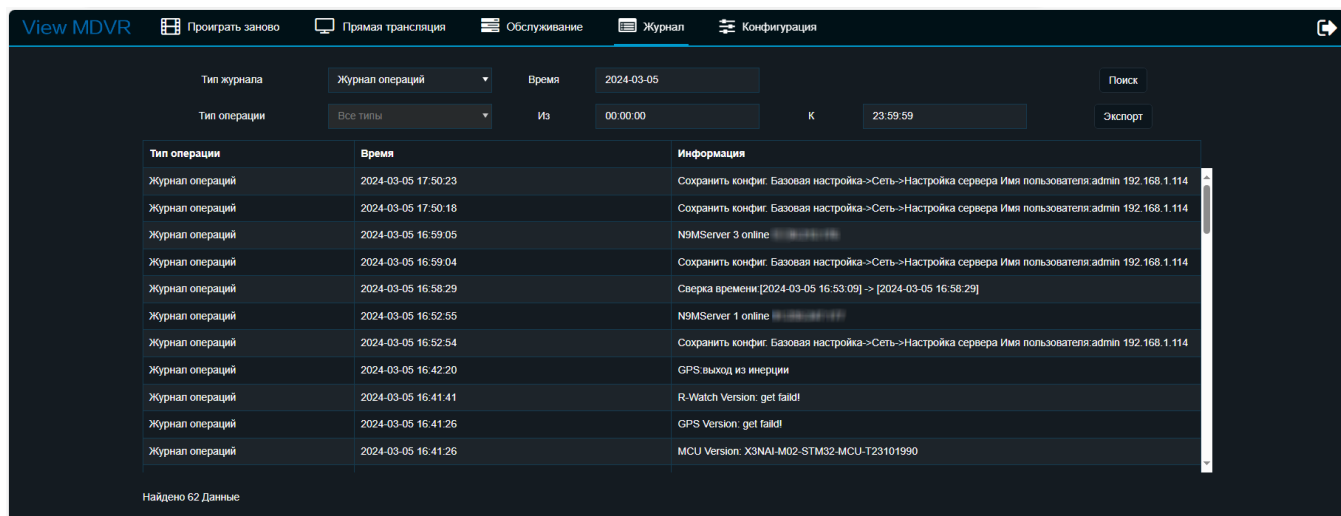 View MDVR Проиграть заново Прямая трансляция Обслуживание Журнал Конфигурация
Тип журнала Журнал операций Время 2024-03-05 Поиск
Тип операции Все типы Из 00:00:00 К 23:59:59 Экспорт
Тип операции Время Информация
Журнал операций 2024-03-05 17:50:23 Сохранить конфиг. Базовая настройка->Сеть->Настройка сервера Имя пользователя:admin 192.168.1.114
Журнал операций 2024-03-05 17:50:18 Сохранить конфиг. Базовая настройка->Сеть->Настройка сервера Имя пользователя:admin 192.168.1.114
Журнал операций 2024-03-05 16:59:05 N9MServer 3 online
Журнал операций 2024-03-05 16:59:04 Сохранить конфиг. Базовая настройка->Сеть->Настройка сервера Имя пользователя:admin 192.168.1.114
Журнал операций 2024-03-05 16:58:29 Сверка времени:[2024-03-05 16:53:09] -> [2024-03-05 16:58:29]
Журнал операций 2024-03-05 16:52:55 N9MServer 1 online
Журнал операций 2024-03-05 16:52:54 Сохранить конфиг. Базовая настройка->Сеть->Настройка сервера Имя пользователя:admin 192.168.1.114
Журнал операций 2024-03-05 16:42:20 GPS:выход из инерции
Журнал операций 2024-03-05 16:41:41 R-Watch Version: get faild!
Журнал операций 2024-03-05 16:41:26 GPS Version: get faild!
Журнал операций 2024-03-05 16:41:26 MCU Version: X3NAI-M02-STM32-MCU-T23101990
Найдено 62 Данные